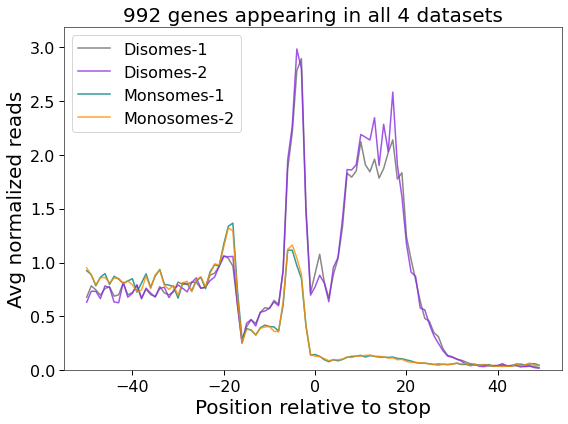 992 genes appearing in all 4 datasets
Disomes-1
Disomes-2
Monsomes-1
Monosomes-2
Avg normalized reads
3.0
2.5
2.0
1.5
1.0
0.5
0.0
−40
−20
0
20
40
Position relative to stop